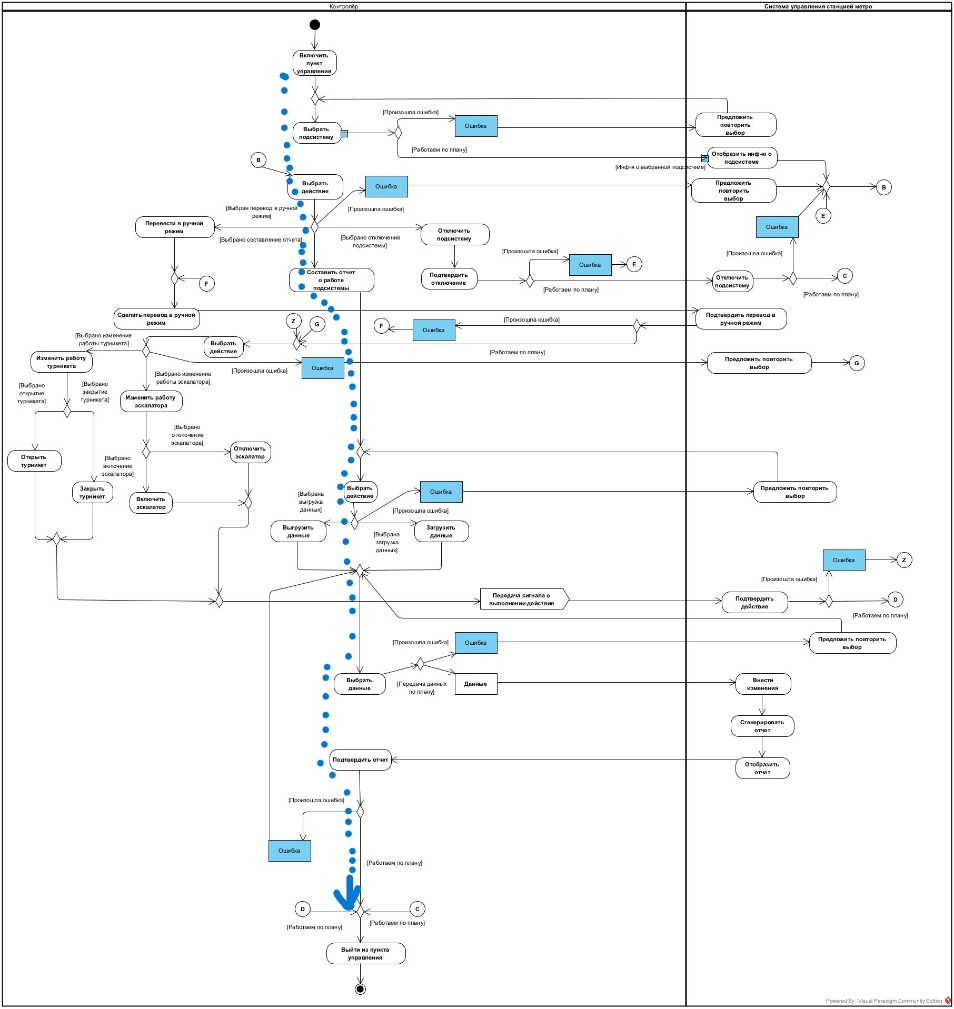 Контролёр
Система управления станцией метро
Включить
пункт
управления
[Произошла ошибка]
Ошибка
Предложить
повторить
выбор
Выбрать
подсистему
[Работаем по плану]
Отобразить инф-ю о
подсистеме
[Инф-я о выбранной подсистеме]
B
Выбрать
действие
Ошибка
Предложить
повторить
выбор
B
E
[Выбран перевод в ручной
режим]
[Произошла ошибка]
Перевести в ручной
режим
[Выбрано составление отчета]
[Выбрано отключение
подсистемы]
Отключить
подсистему
Ошибка
[Произошла ошибка]
[Произошла ошибка]
Ошибка
E
Составить отчет
о работе
подсистемы
Подтвердить
отключение
F
[Работаем по плану]
Отключить
подсистему
C
[Работаем по плану]
Сделать перевод в ручной
режим
Z
G
F
Ошибка
[Произошла ошибка]
Подтвердить перевод в
ручной режим
[Выбрано изменение
работы турникета]
Выбрать
действие
[Работаем по плану]
Изменить работу
турникета
[Произошла ошибка]
Ошибка
Предложить повторить
выбор
G
[Выбрано
открытие
турникета]
[Выбрано
закрытие
турникета]
[Выбрано изменение
работы эскалатора]
Изменить работу
эскалатора
[Выбрано
отключение
эскалатора]
Отключить
эскалатор
Открыть
турникет
[Выбрано
включение
эскалатора]
Закрыть
турникет
Включить
эскалатор
[Выбрана
выгрузка
данных]
Выбрать
действие
Ошибка
Предложить повторить
выбор
[Произошла ошибка]
Выгрузить
данные
[Выбрана
загрузка
данных]
Загрузить
данные
Ошибка
Z
[Произошла ошибка]
Передача сигнала о
выполнении действия
Подтвердить
действие
D
[Работаем по плану]
[Произошла ошибка]
Ошибка
Предложить повторить
выбор
Выбрать
данные
[Передача данных
по плану]
Данные
Внести
изменения
Сгенерировать
отчет
Подтвердить отчет
Отобразить
отчет
[Произошла ошибка]
Ошибка
[Работаем по плану]
D
C
[Работаем по плану]
[Работаем по плану]
Выйти из пункта
управления
Powered By: Visual Paradigm Community Edition